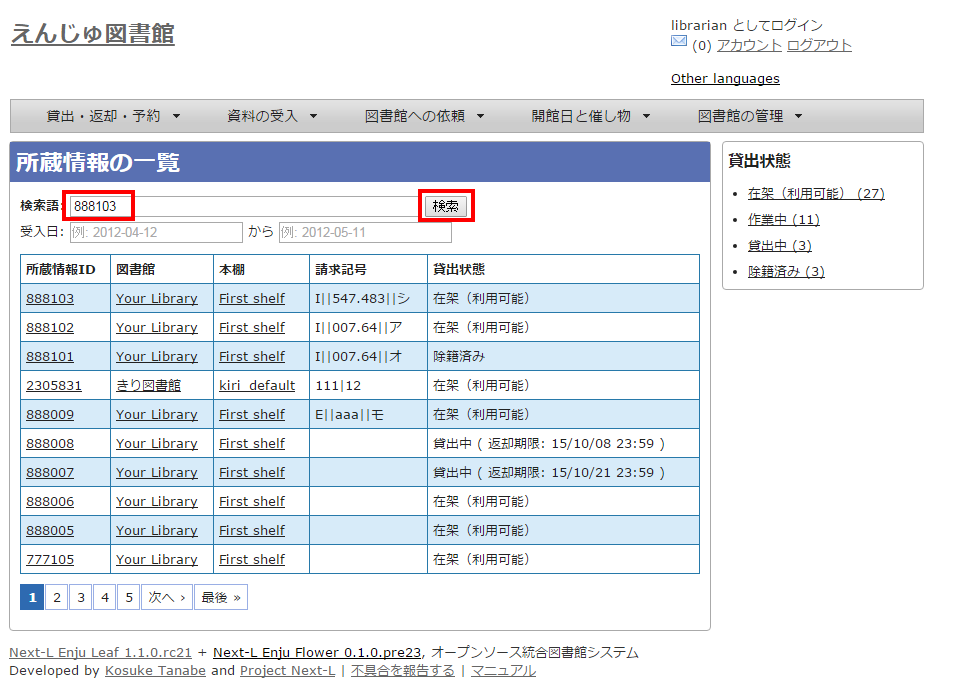 えんじゅ図書館
librarian としてログイン
(0) アカウント ログアウト
Other languages
貸出・返却・予約 ▼ 資料の受入 ▼ 図書館への依頼 ▼ 開館日と催し物 ▼ 図書館の管理 ▼
所蔵情報の一覧
検索語: 888103 検索
受入日: 例: 2012-04-12 から 例: 2012-05-11
所蔵情報ID 図書館 本棚 請求記号 貸出状態
888103 Your Library First shelf I||547.483||シ 在架（利用可能）
888102 Your Library First shelf I||007.64||ア 在架（利用可能）
888101 Your Library First shelf I||007.64||オ 除籍済み
2305831 きり図書館 kiri_default 111|12 在架（利用可能）
888009 Your Library First shelf E||aaa||モ 在架（利用可能）
888008 Your Library First shelf 貸出中 ( 返却期限: 15/10/08 23:59 )
888007 Your Library First shelf 貸出中 ( 返却期限: 15/10/21 23:59 )
888006 Your Library First shelf 在架（利用可能）
888005 Your Library First shelf 在架（利用可能）
777105 Your Library First shelf 在架（利用可能）
1 2 3 4 5 次へ › 最後 »
貸出状態
• 在架（利用可能） (27)
• 作業中 (11)
• 貸出中 (3)
• 除籍済み (3)
Next-L Enju Leaf 1.1.0.rc21 + Next-L Enju Flower 0.1.0.pre23, オープンソース統合図書館システム
Developed by Kosuke Tanabe and Project Next-L | 不具合を報告する | マニュアル